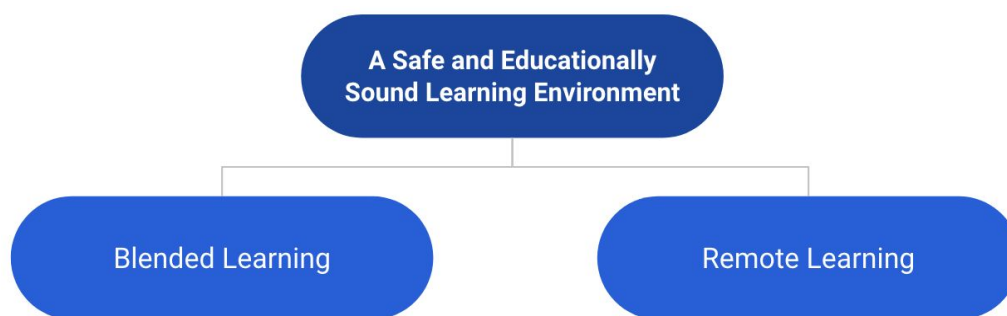 A Safe and Educationally
Sound Learning Environment
Blended Learning
Remote Learning